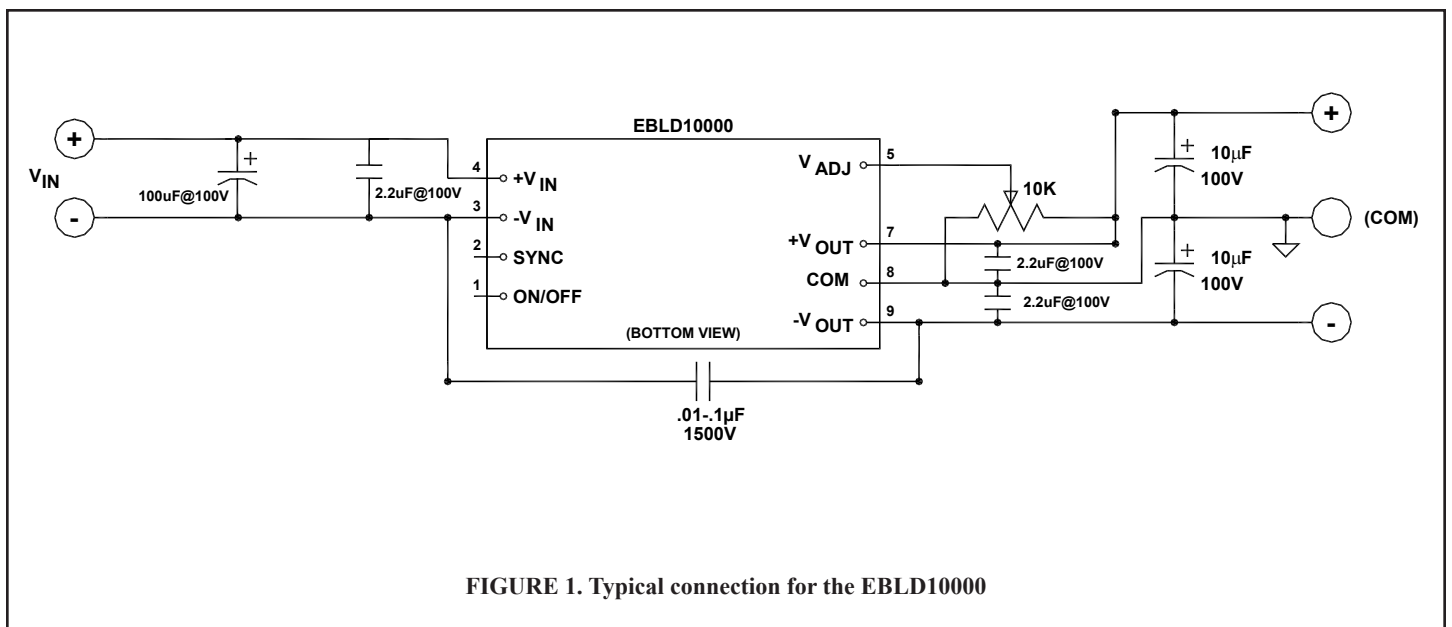 EBLD10000
+
V IN
-
100uF@100V
+
2.2uF@100V
4
+V IN
3
-V IN
2
SYNC
1
ON/OFF
(BOTTOM VIEW)
V ADJ
5
10K
+V OUT
7
COM
8
-V OUT
9
2.2uF@100V
2.2uF@100V
+
10µF
100V
+
10µF
100V
+
(COM)
-
.01-.1µF
1500V
FIGURE 1. Typical connection for the EBLD10000